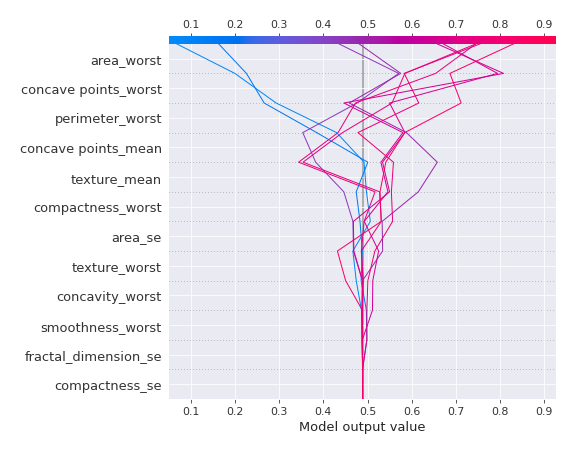 0.1 0.2 0.3 0.4 0.5 0.6 0.7 0.8 0.9
area_worst
concave points_worst
perimeter_worst
concave points_mean
texture_mean
compactness_worst
area_se
texture_worst
concavity_worst
smoothness_worst
fractal_dimension_se
compactness_se
0.1 0.2 0.3 0.4 0.5 0.6 0.7 0.8 0.9
Model output value